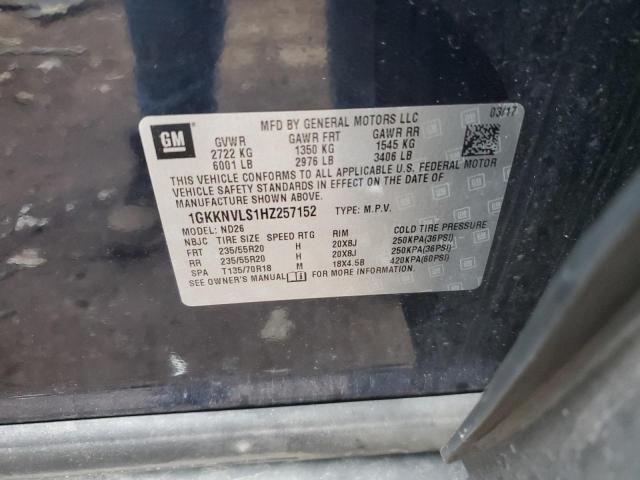 GM
MFD BY GENERAL MOTORS LLC
03/17
GVWR GAWR FRT GAWR RR
2722 KG 1350 KG 1545 KG
6001 LB 2976 LB 3406 LB
THIS VEHICLE CONFORMS TO ALL APPLICABLE U.S. FEDERAL MOTOR
VEHICLE SAFETY STANDARDS IN EFFECT ON THE DATE OF
MANUFACTURE SHOWN ABOVE.
1GKKNVLS1HZ257152 TYPE: M.P.V.
MODEL: ND26
NBJC TIRE SIZE SPEED RTG RIM COLD TIRE PRESSURE
FRT 235/55R20 H 20X8J 250KPA(36PSI)
RR 235/55R20 H 20X8J 250KPA(36PSI)
SPA T135/70R18 M 18X4.5B 420KPA(60PSI)
SEE OWNER'S MANUAL FOR MORE INFORMATION.